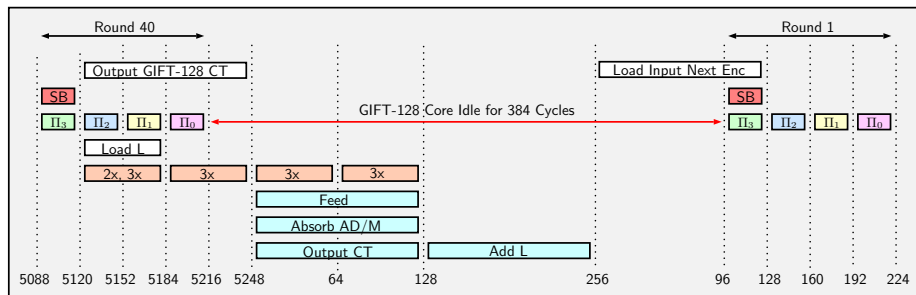 Round 40 Round 1
Output GIFT-128 CT Load Input Next Enc
SB SB
GIFT-128 Core Idle for 384 Cycles
Π₃ Π₂ Π₁ Π₀ Π₃ Π₂ Π₁ Π₀
Load L
2x, 3x 3x 3x 3x
Feed
Absorb AD/M
Output CT Add L
5088 5120 5152 5184 5216 5248 64 128 256 96 128 160 192 224